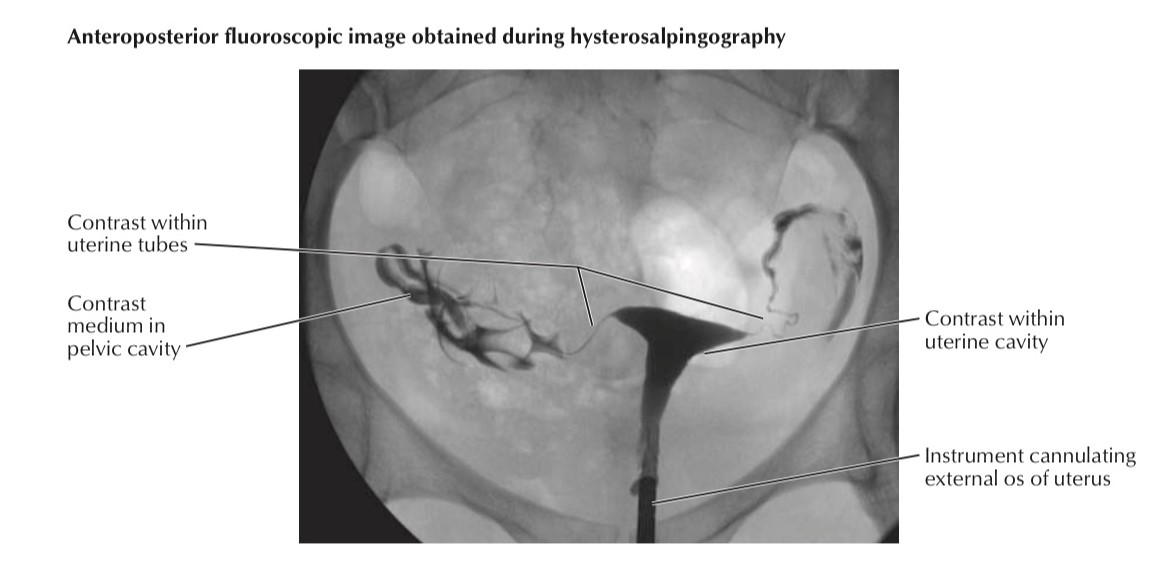 Anteroposterior fluoroscopic image obtained during hysterosalpingography
Contrast within
uterine tubes
Contrast
medium in
pelvic cavity
Contrast within
uterine cavity
Instrument cannulating
external os of uterus